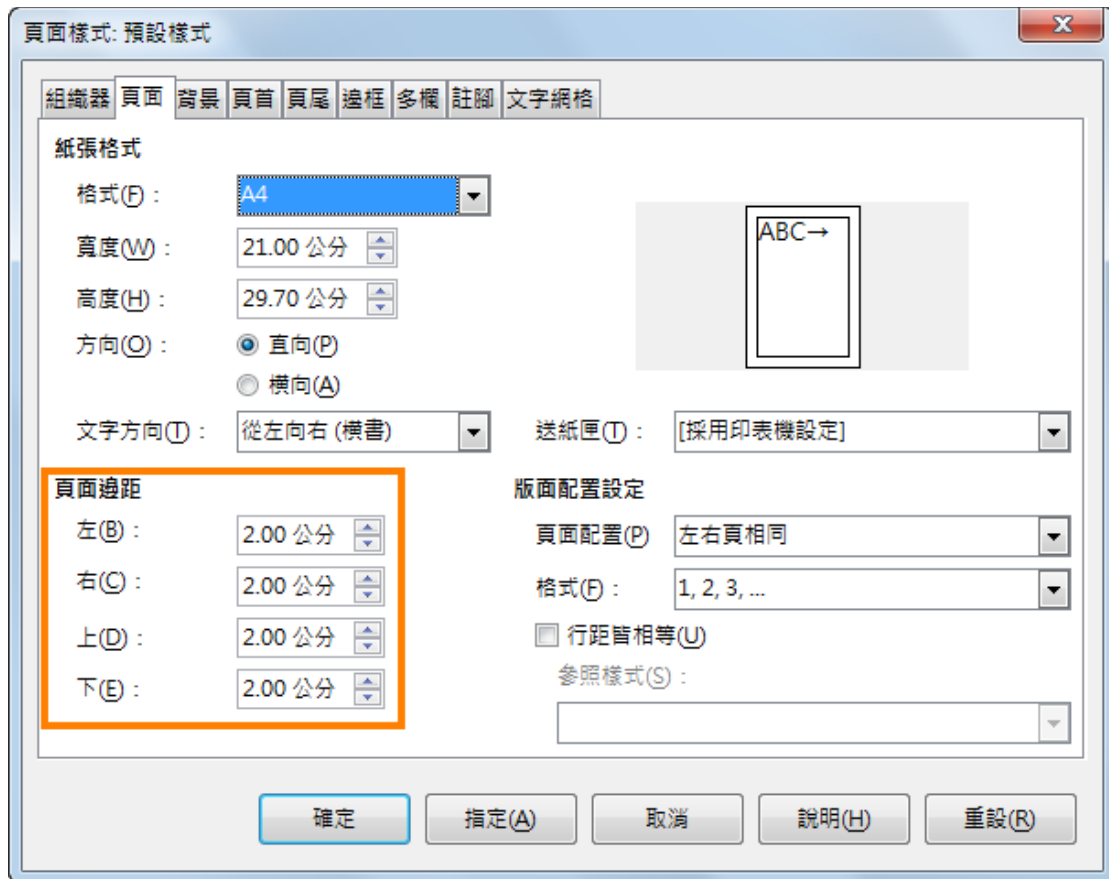 頁面樣式: 預設樣式
組織器 頁面 背景 頁首 頁尾 邊框 多欄 註腳 文字網格
紙張格式
格式(F)： A4
寬度(W)： 21.00 公分
高度(H)： 29.70 公分
方向(O)： 直向(P)
橫向(A)
ABC→
文字方向(T)： 從左向右 (橫書)
送紙匣(T)： [採用印表機設定]
頁面邊距
左(B)： 2.00 公分
右(C)： 2.00 公分
上(D)： 2.00 公分
下(E)： 2.00 公分
版面配置設定
頁面配置(P) 左右頁相同
格式(F)： 1, 2, 3, ...
行距皆相等(U)
參照樣式(S)：
確定 指定(A) 取消 說明(H) 重設(R)